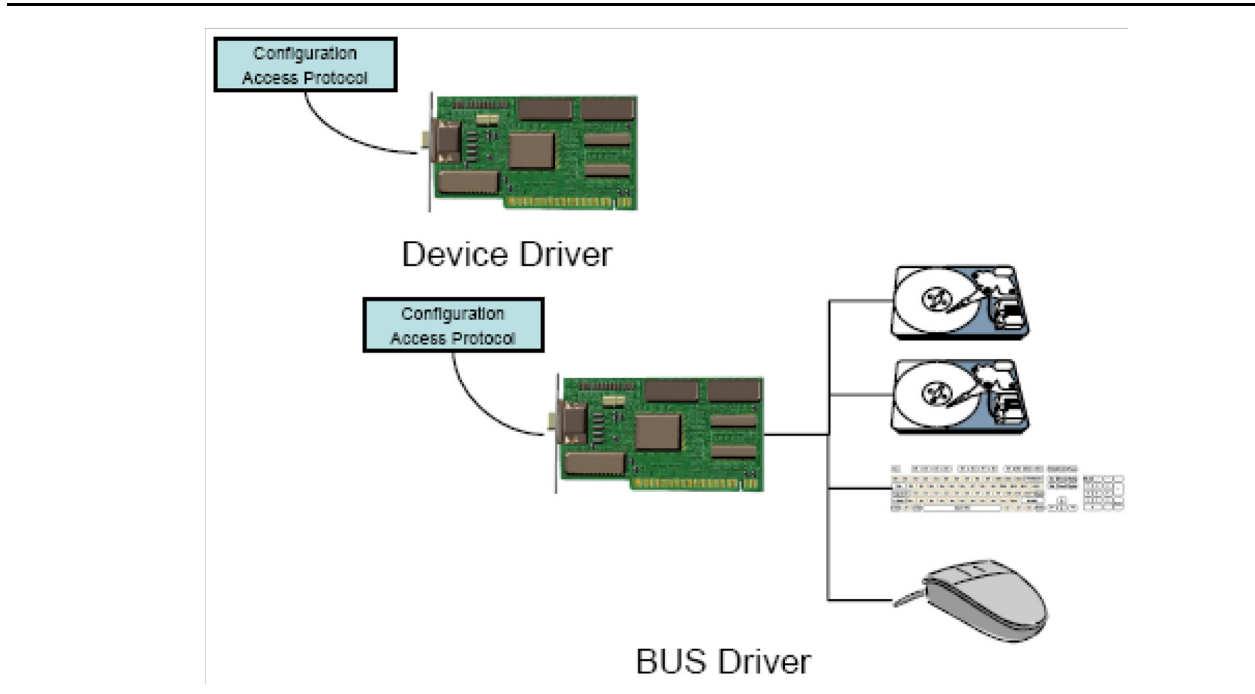 Configuration
Access Protocol
Device Driver
Configuration
Access Protocol
BUS Driver